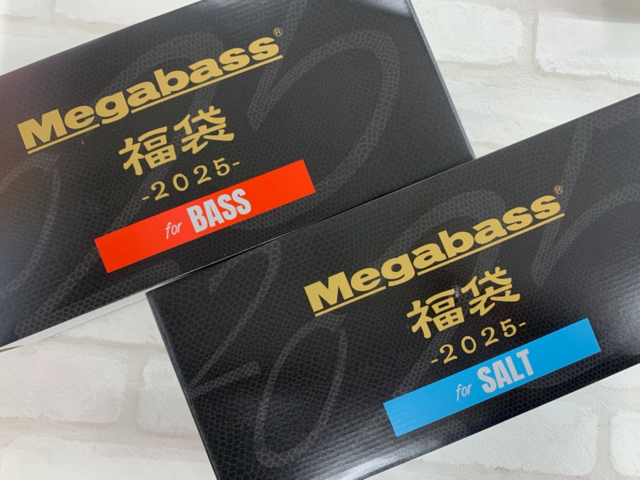 Megabass®
福袋
-2025-
for BASS
Megabass®
福袋
-2025-
for SALT